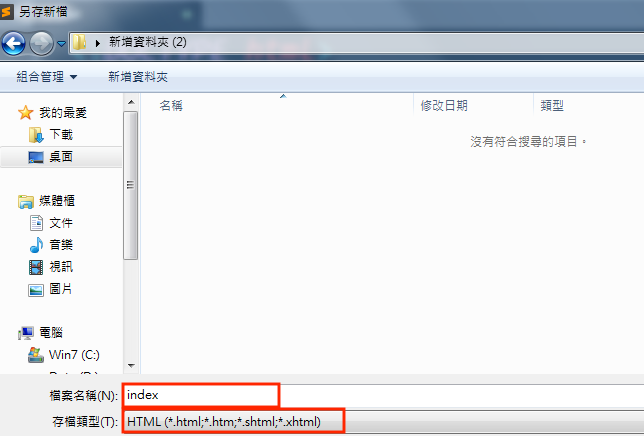 另存新檔
新增資料夾 (2)
組合管理 新增資料夾
名稱 修改日期 類型
我的最愛
下載
桌面
沒有符合搜尋的項目。
媒體櫃
文件
音樂
視訊
圖片
電腦
Win7 (C:)
檔案名稱(N): index
存檔類型(T): HTML (*.html;*.htm;*.shtml;*.xhtml)